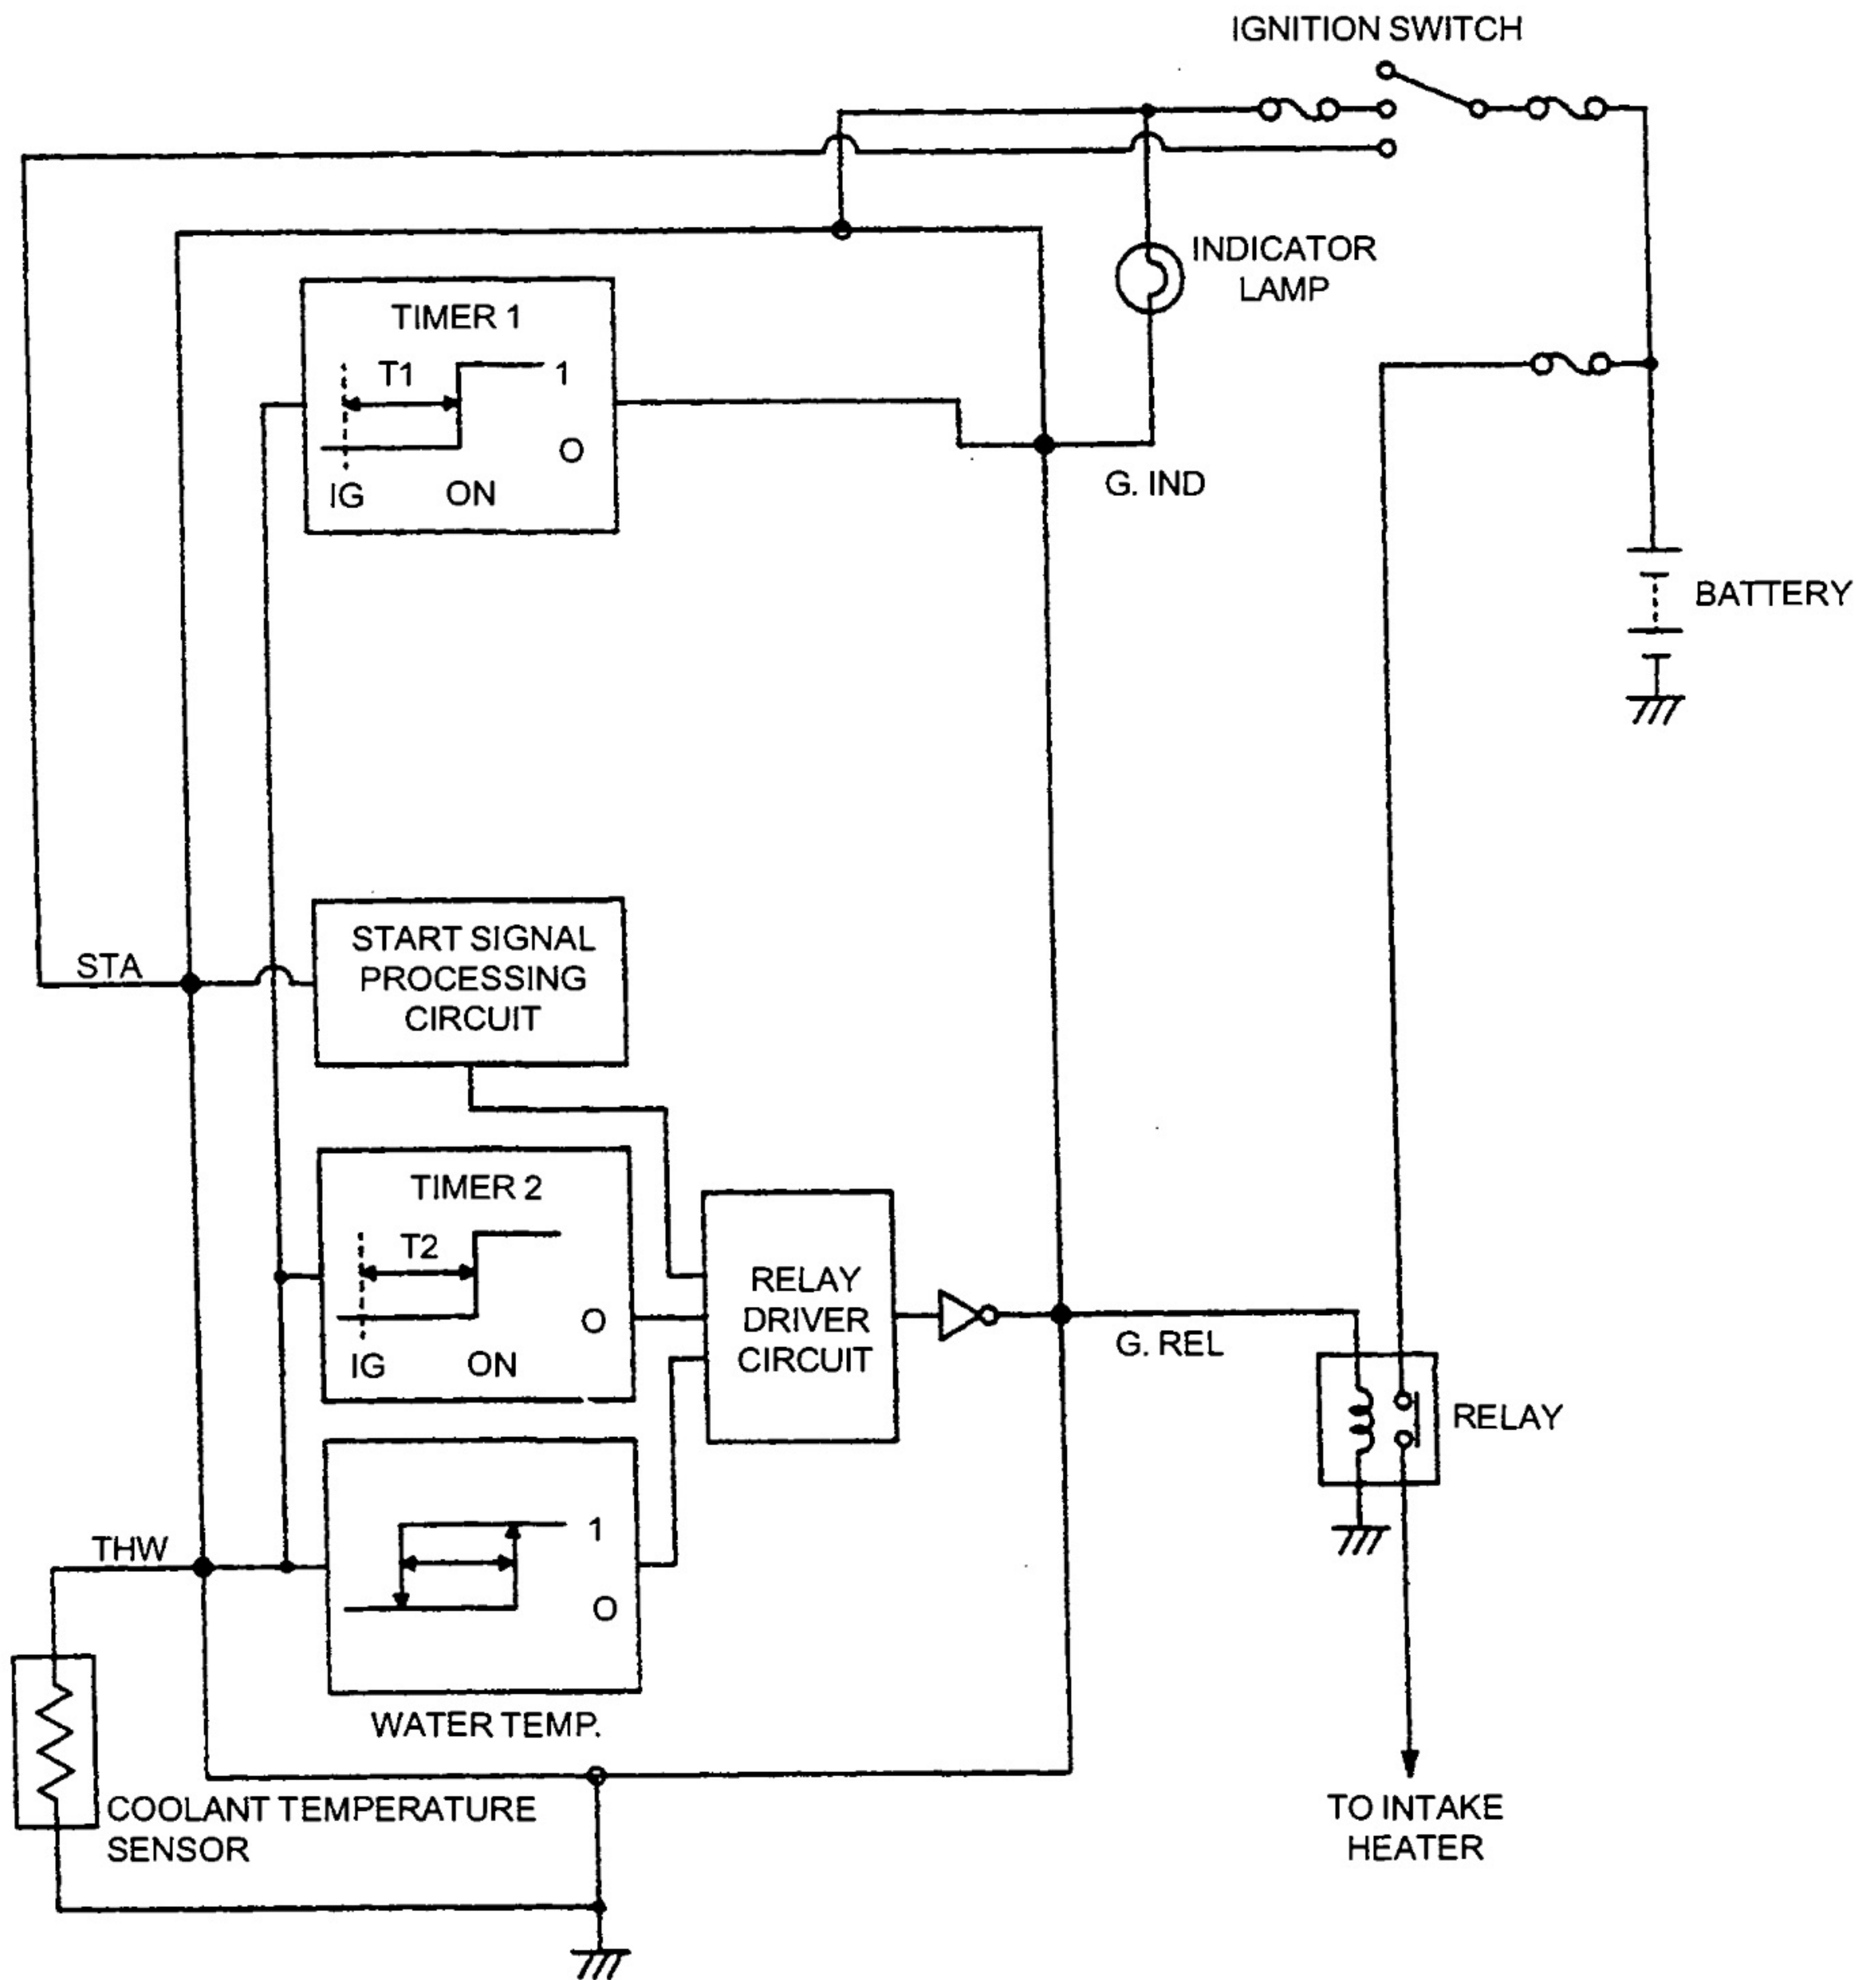 IGNITION SWITCH
INDICATOR
LAMP
TIMER 1
T1
1
O
IG
ON
G. IND
BATTERY
STA
START SIGNAL
PROCESSING
CIRCUIT
TIMER 2
T2
O
IG
ON
RELAY
DRIVER
CIRCUIT
G. REL
RELAY
THW
1
O
WATER TEMP.
COOLANT TEMPERATURE
SENSOR
TO INTAKE
HEATER